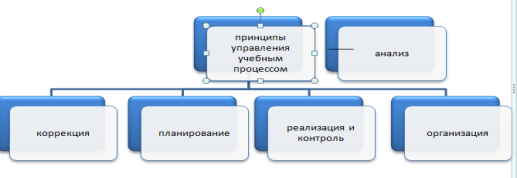 принципы
управления
учебным
процессом
анализ
коррекция
планирование
реализация и
контроль
организация